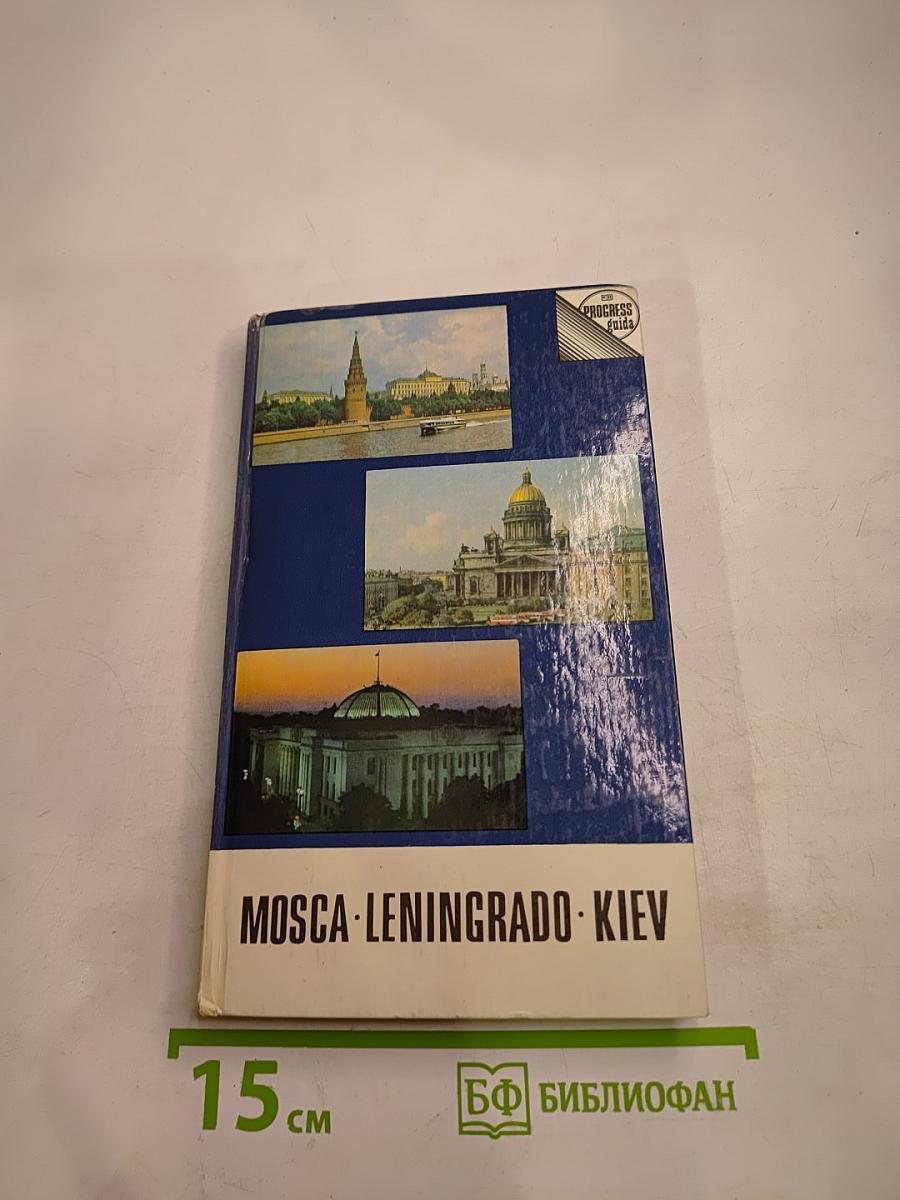 PROGRESS
guida
MOSCA·LENINGRADO·KIEV
15 см
БФ БИБЛИОФАН